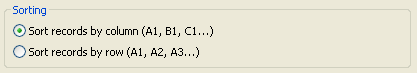 Sorting
Sort records by column (A1, B1, C1...)
Sort records by row (A1, A2, A3...)